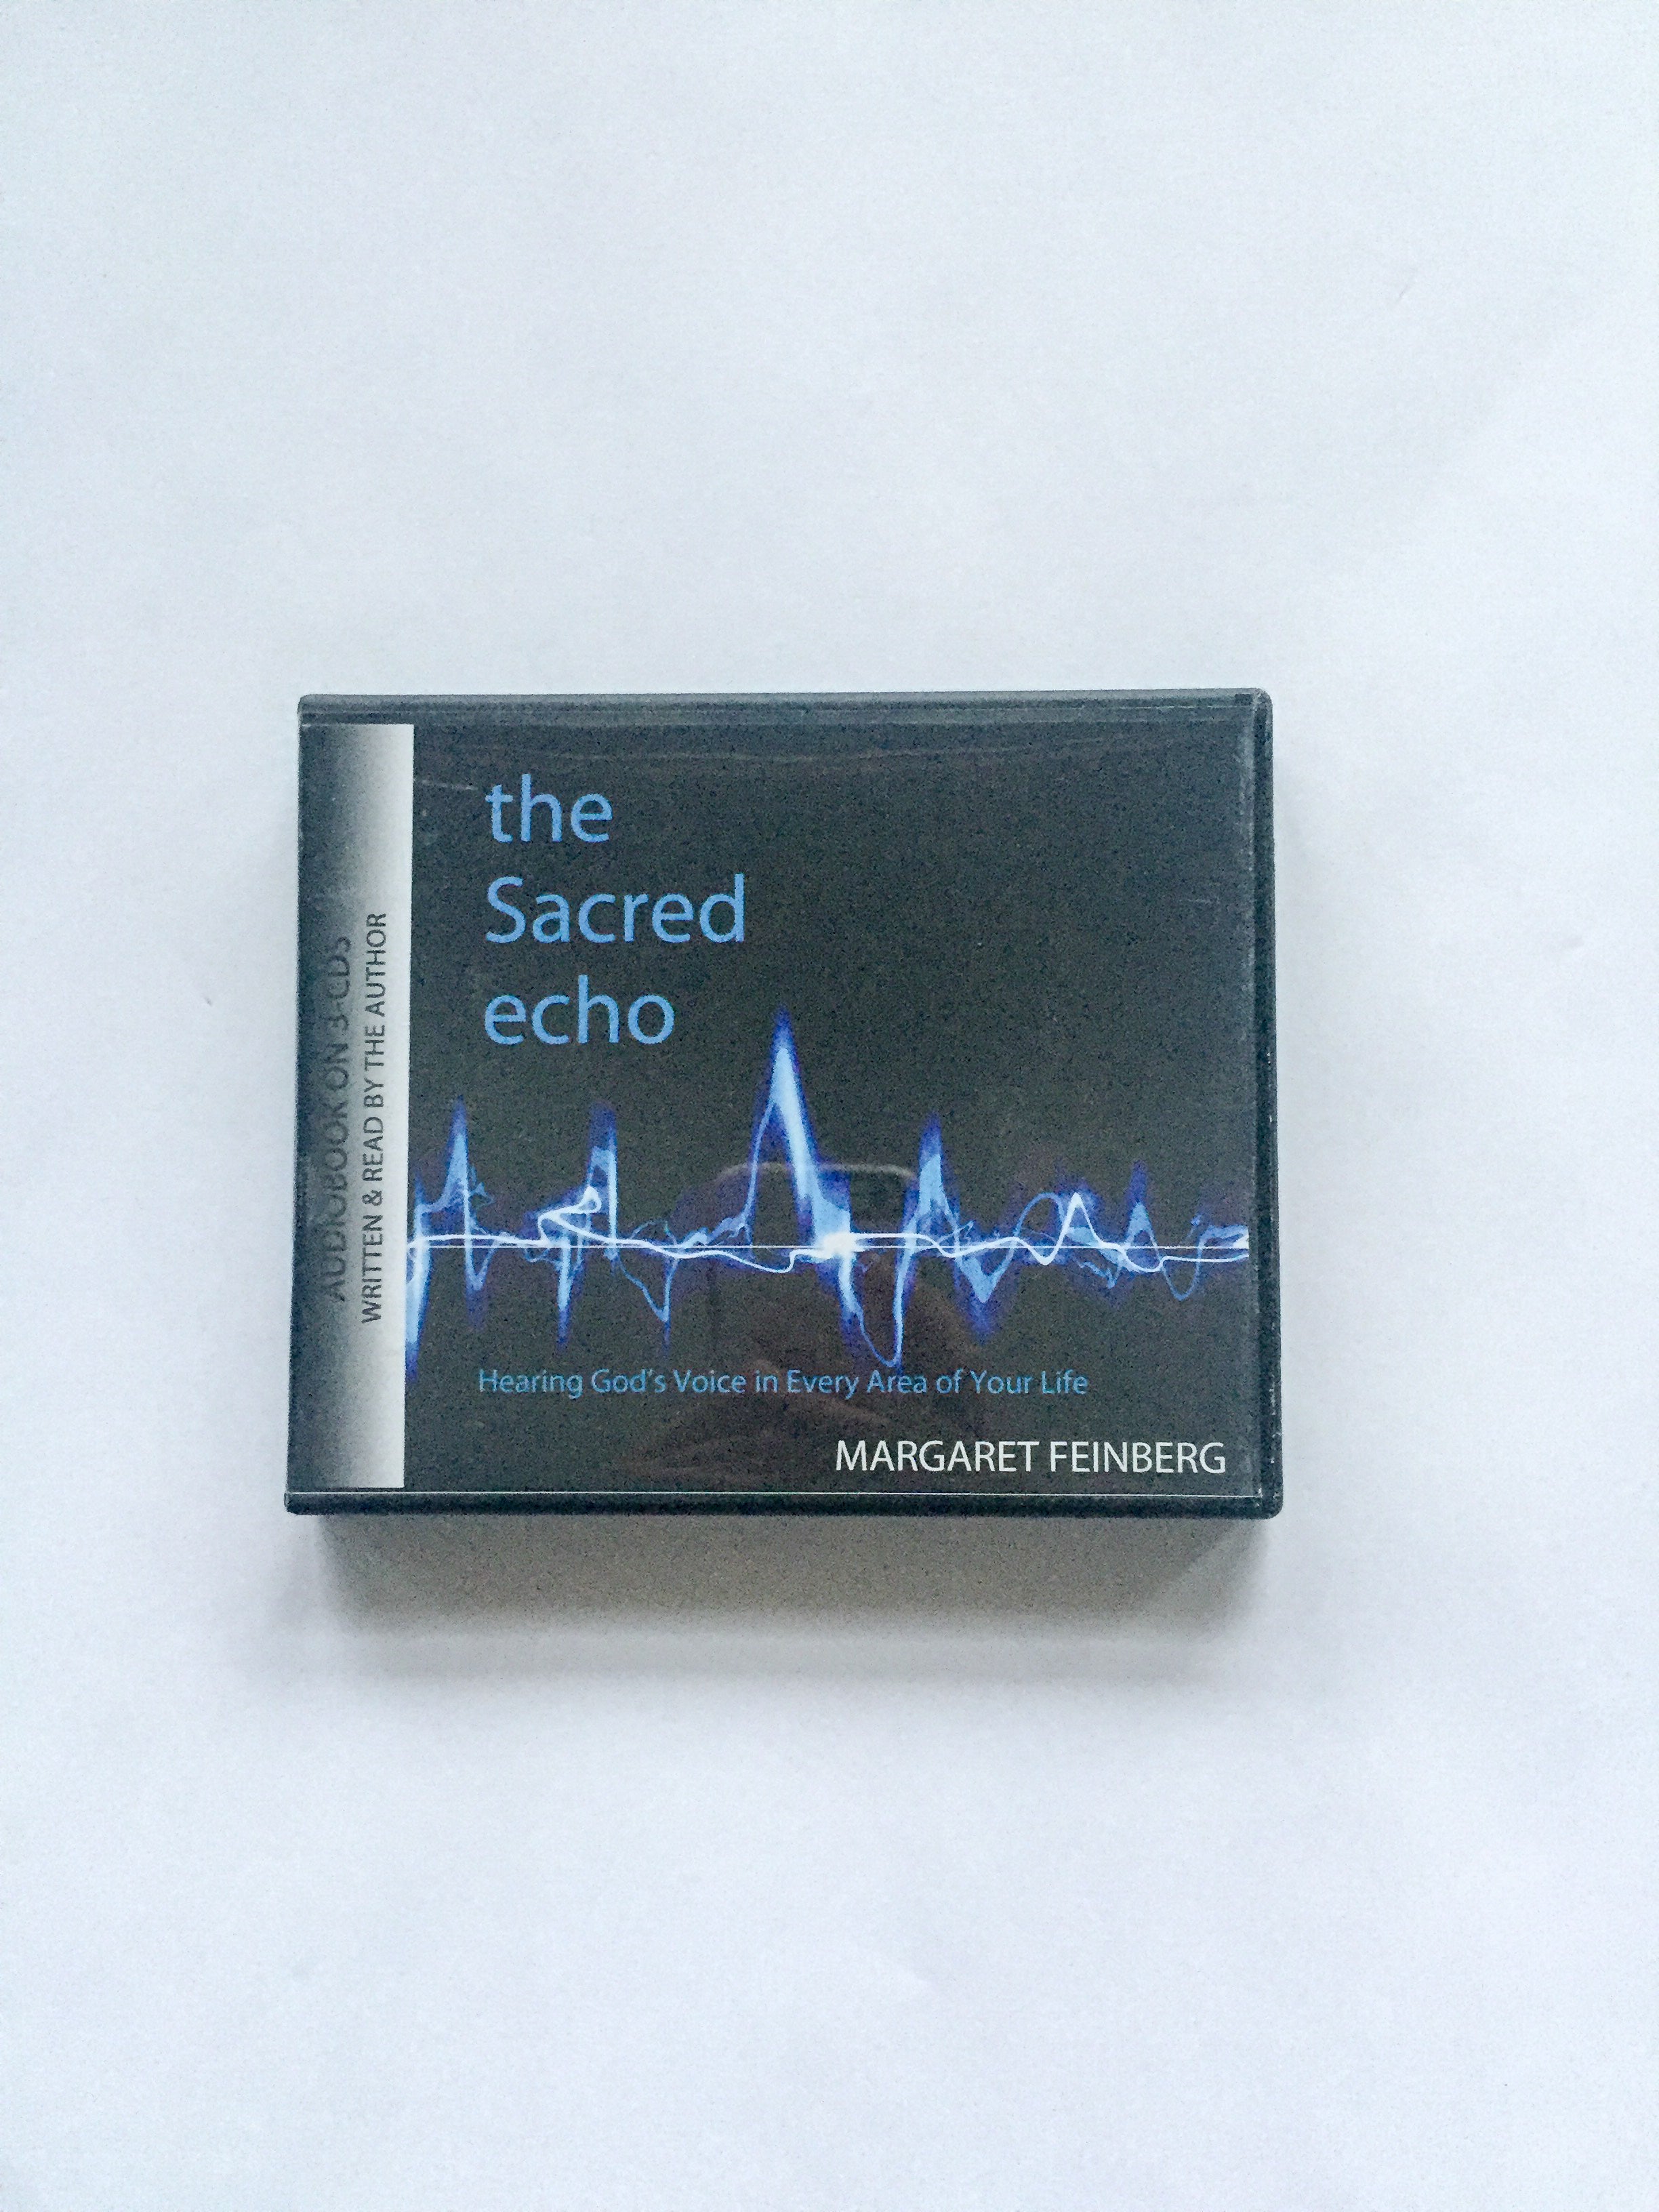 the
Sacred
echo
Hearing God's Voice in Every Area of Your Life
MARGARET FEINBERG
AUDIOBOOK ON 3-CDs
WRITTEN & READ BY THE AUTHOR